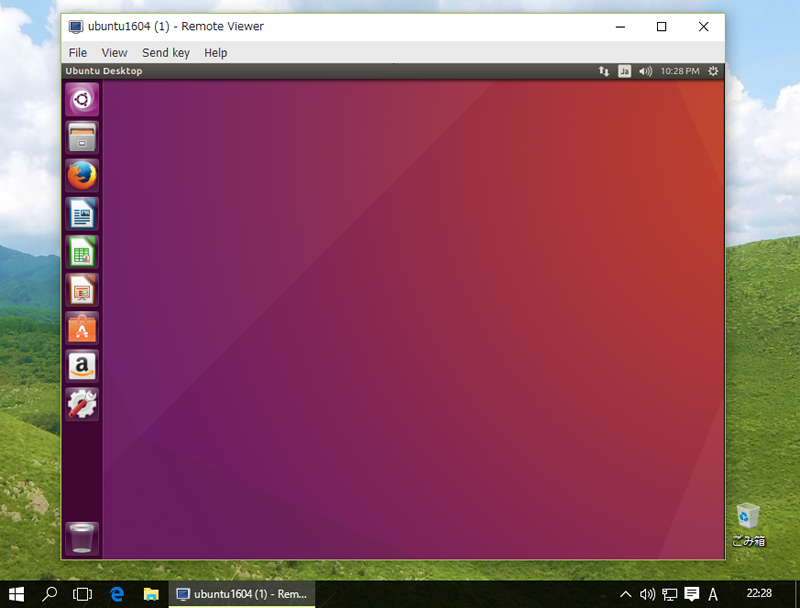 ubuntu1604 (1) - Remote Viewer
File View Send key Help
Ubuntu Desktop Ja 10:28 PM
a
ごみ箱
ubuntu1604 (1) - Rem... A 22:28